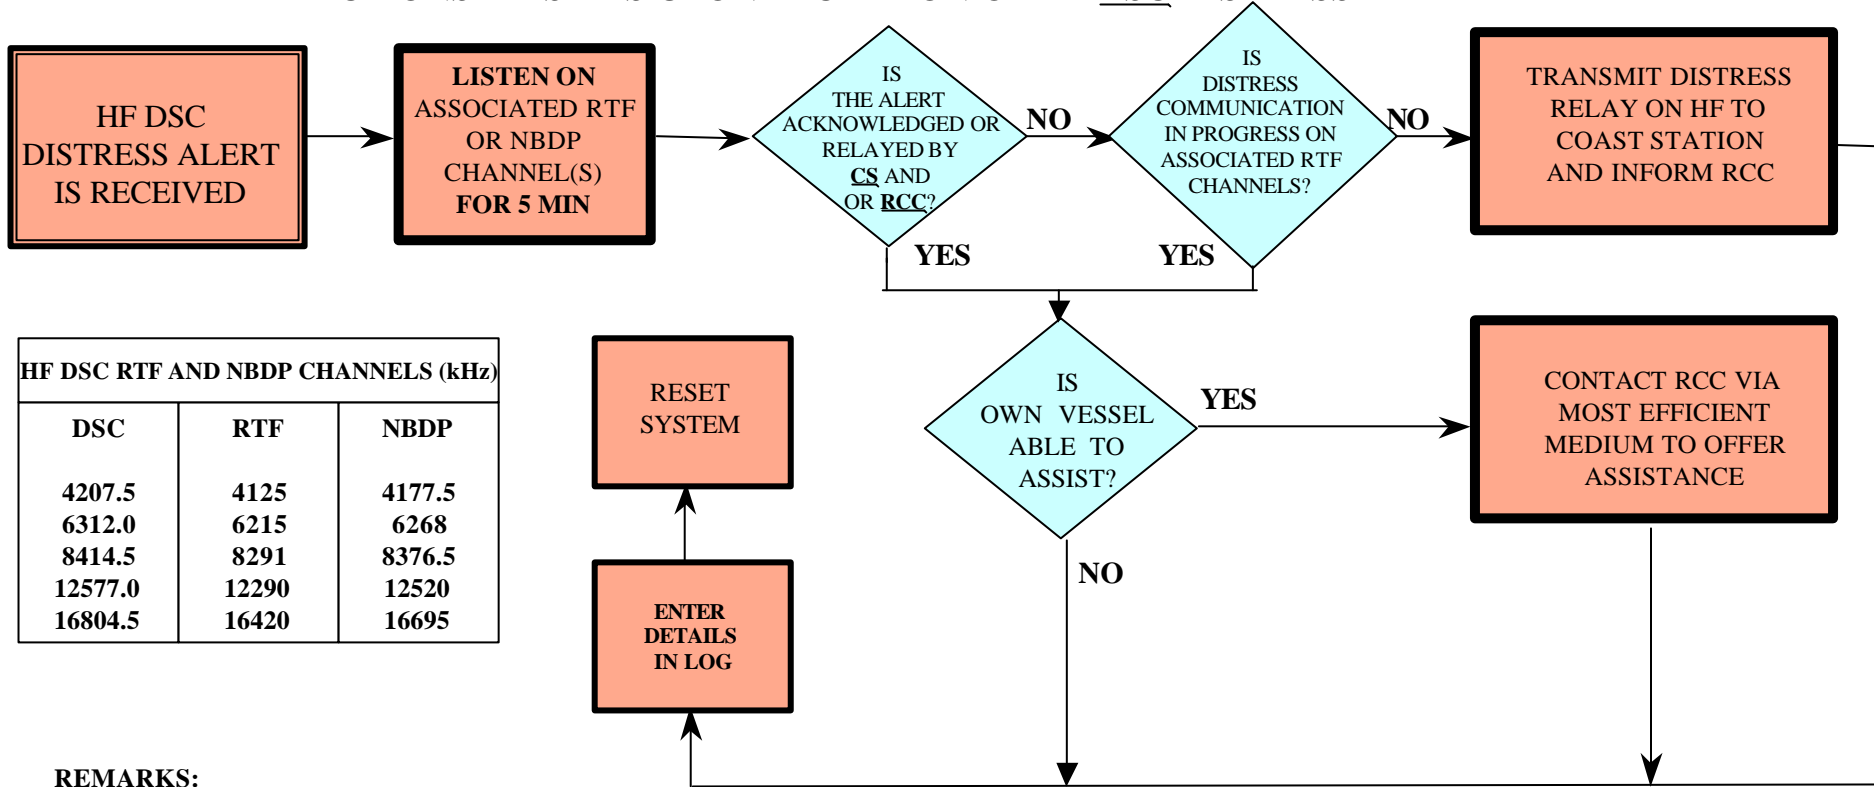 HF DSC
DISTRESS ALERT
IS RECEIVED
LISTEN ON
ASSOCIATED RTF
OR NBDP
CHANNEL(S)
FOR 5 MIN
IS
THE ALERT
ACKNOWLEDGED OR
RELAYED BY
CS AND
OR RCC?
NO
YES
IS
DISTRESS
COMMUNICATION
IN PROGRESS ON
ASSOCIATED RTF
CHANNELS?
NO
YES
TRANSMIT DISTRESS
RELAY ON HF TO
COAST STATION
AND INFORM RCC
HF DSC RTF AND NBDP CHANNELS (kHz)
DSC RTF NBDP
4207.5 4125 4177.5
6312.0 6215 6268
8414.5 8291 8376.5
12577.0 12290 12520
16804.5 16420 16695
RESET
SYSTEM
ENTER
DETAILS
IN LOG
IS
OWN VESSEL
ABLE TO
ASSIST?
YES
NO
CONTACT RCC VIA
MOST EFFICIENT
MEDIUM TO OFFER
ASSISTANCE
REMARKS: